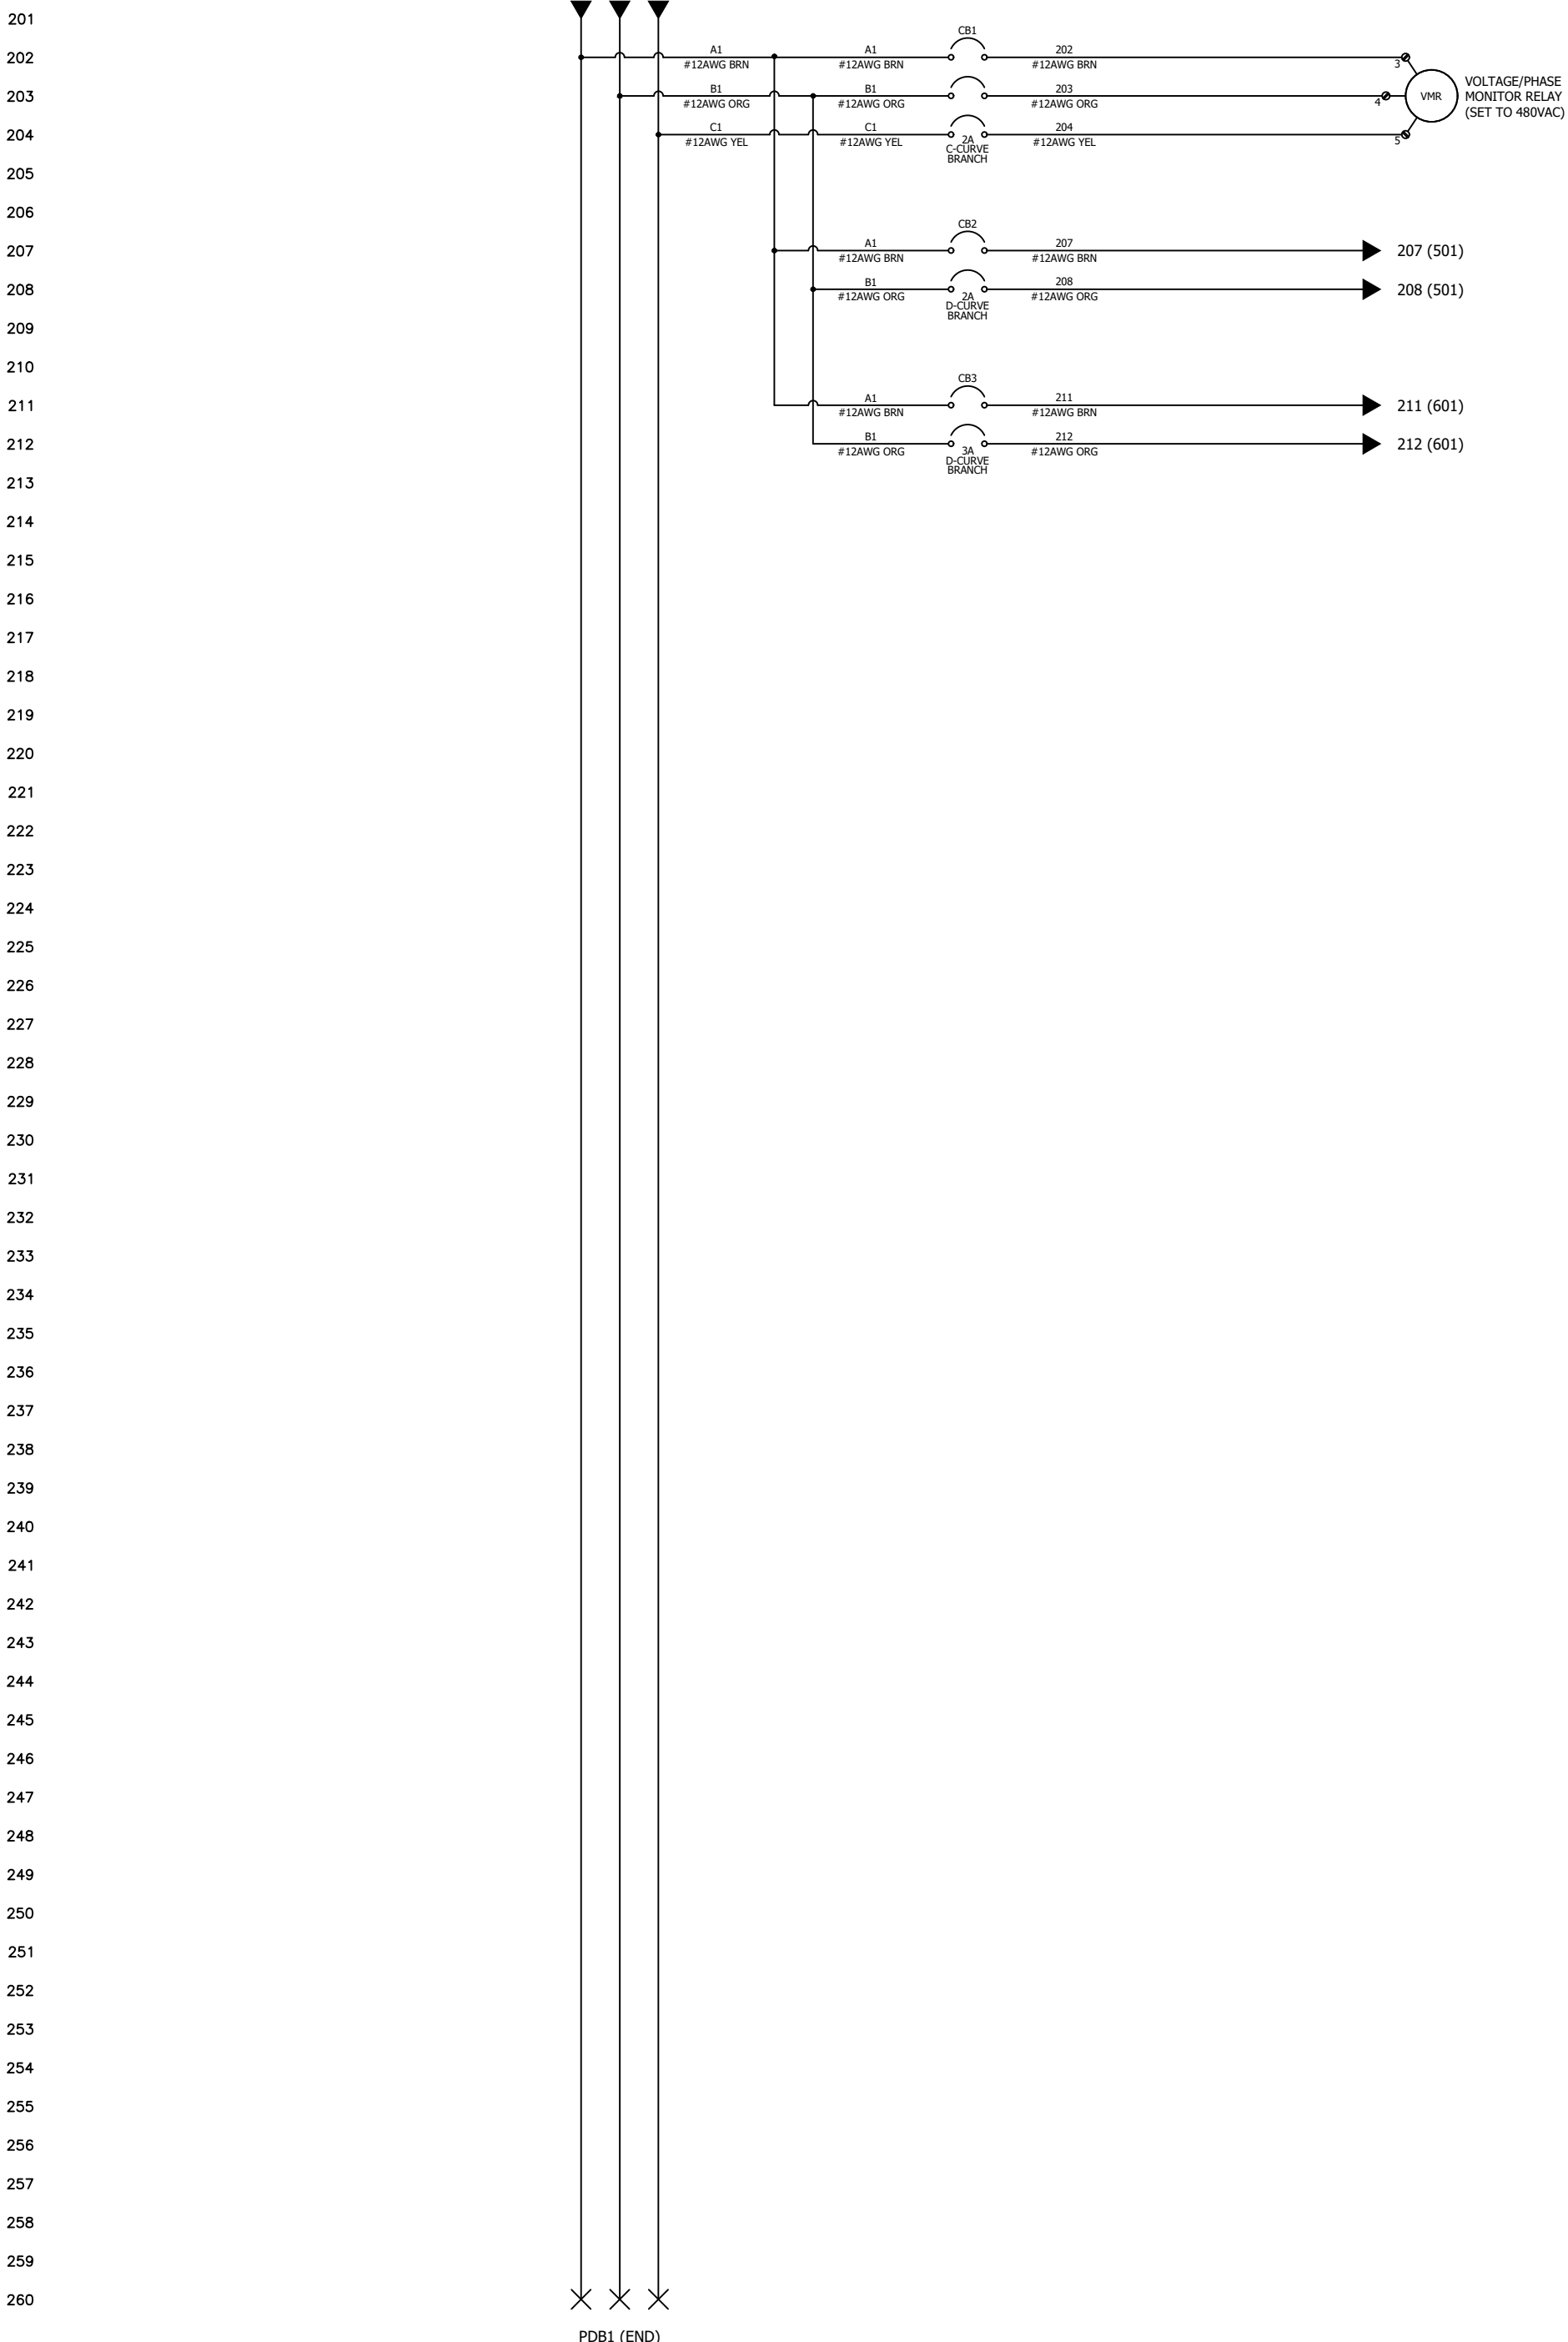 201
CB1
202 A1 A1 202
#12AWG BRN #12AWG BRN #12AWG BRN 3
203 B1 B1 203 VMR VOLTAGE/PHASE
#12AWG ORG #12AWG ORG #12AWG ORG 4 MONITOR RELAY
(SET TO 480VAC)
204 C1 C1 204
#12AWG YEL #12AWG YEL 2A #12AWG YEL 5
C-CURVE
BRANCH
205
206
CB2
207 A1 207 207 (501)
#12AWG BRN #12AWG BRN
208 B1 208 208 (501)
#12AWG ORG 2A #12AWG ORG
D-CURVE
BRANCH
209
210
CB3
211 A1 211 211 (601)
#12AWG BRN #12AWG BRN
212 B1 212 212 (601)
#12AWG ORG 3A #12AWG ORG
D-CURVE
BRANCH
213
214
215
216
217
218
219
220
221
222
223
224
225
226
227
228
229
230
231
232
233
234
235
236
237
238
239
240
241
242
243
244
245
246
247
248
249
250
251
252
253
254
255
256
257
258
259
260
PDB1 (END)